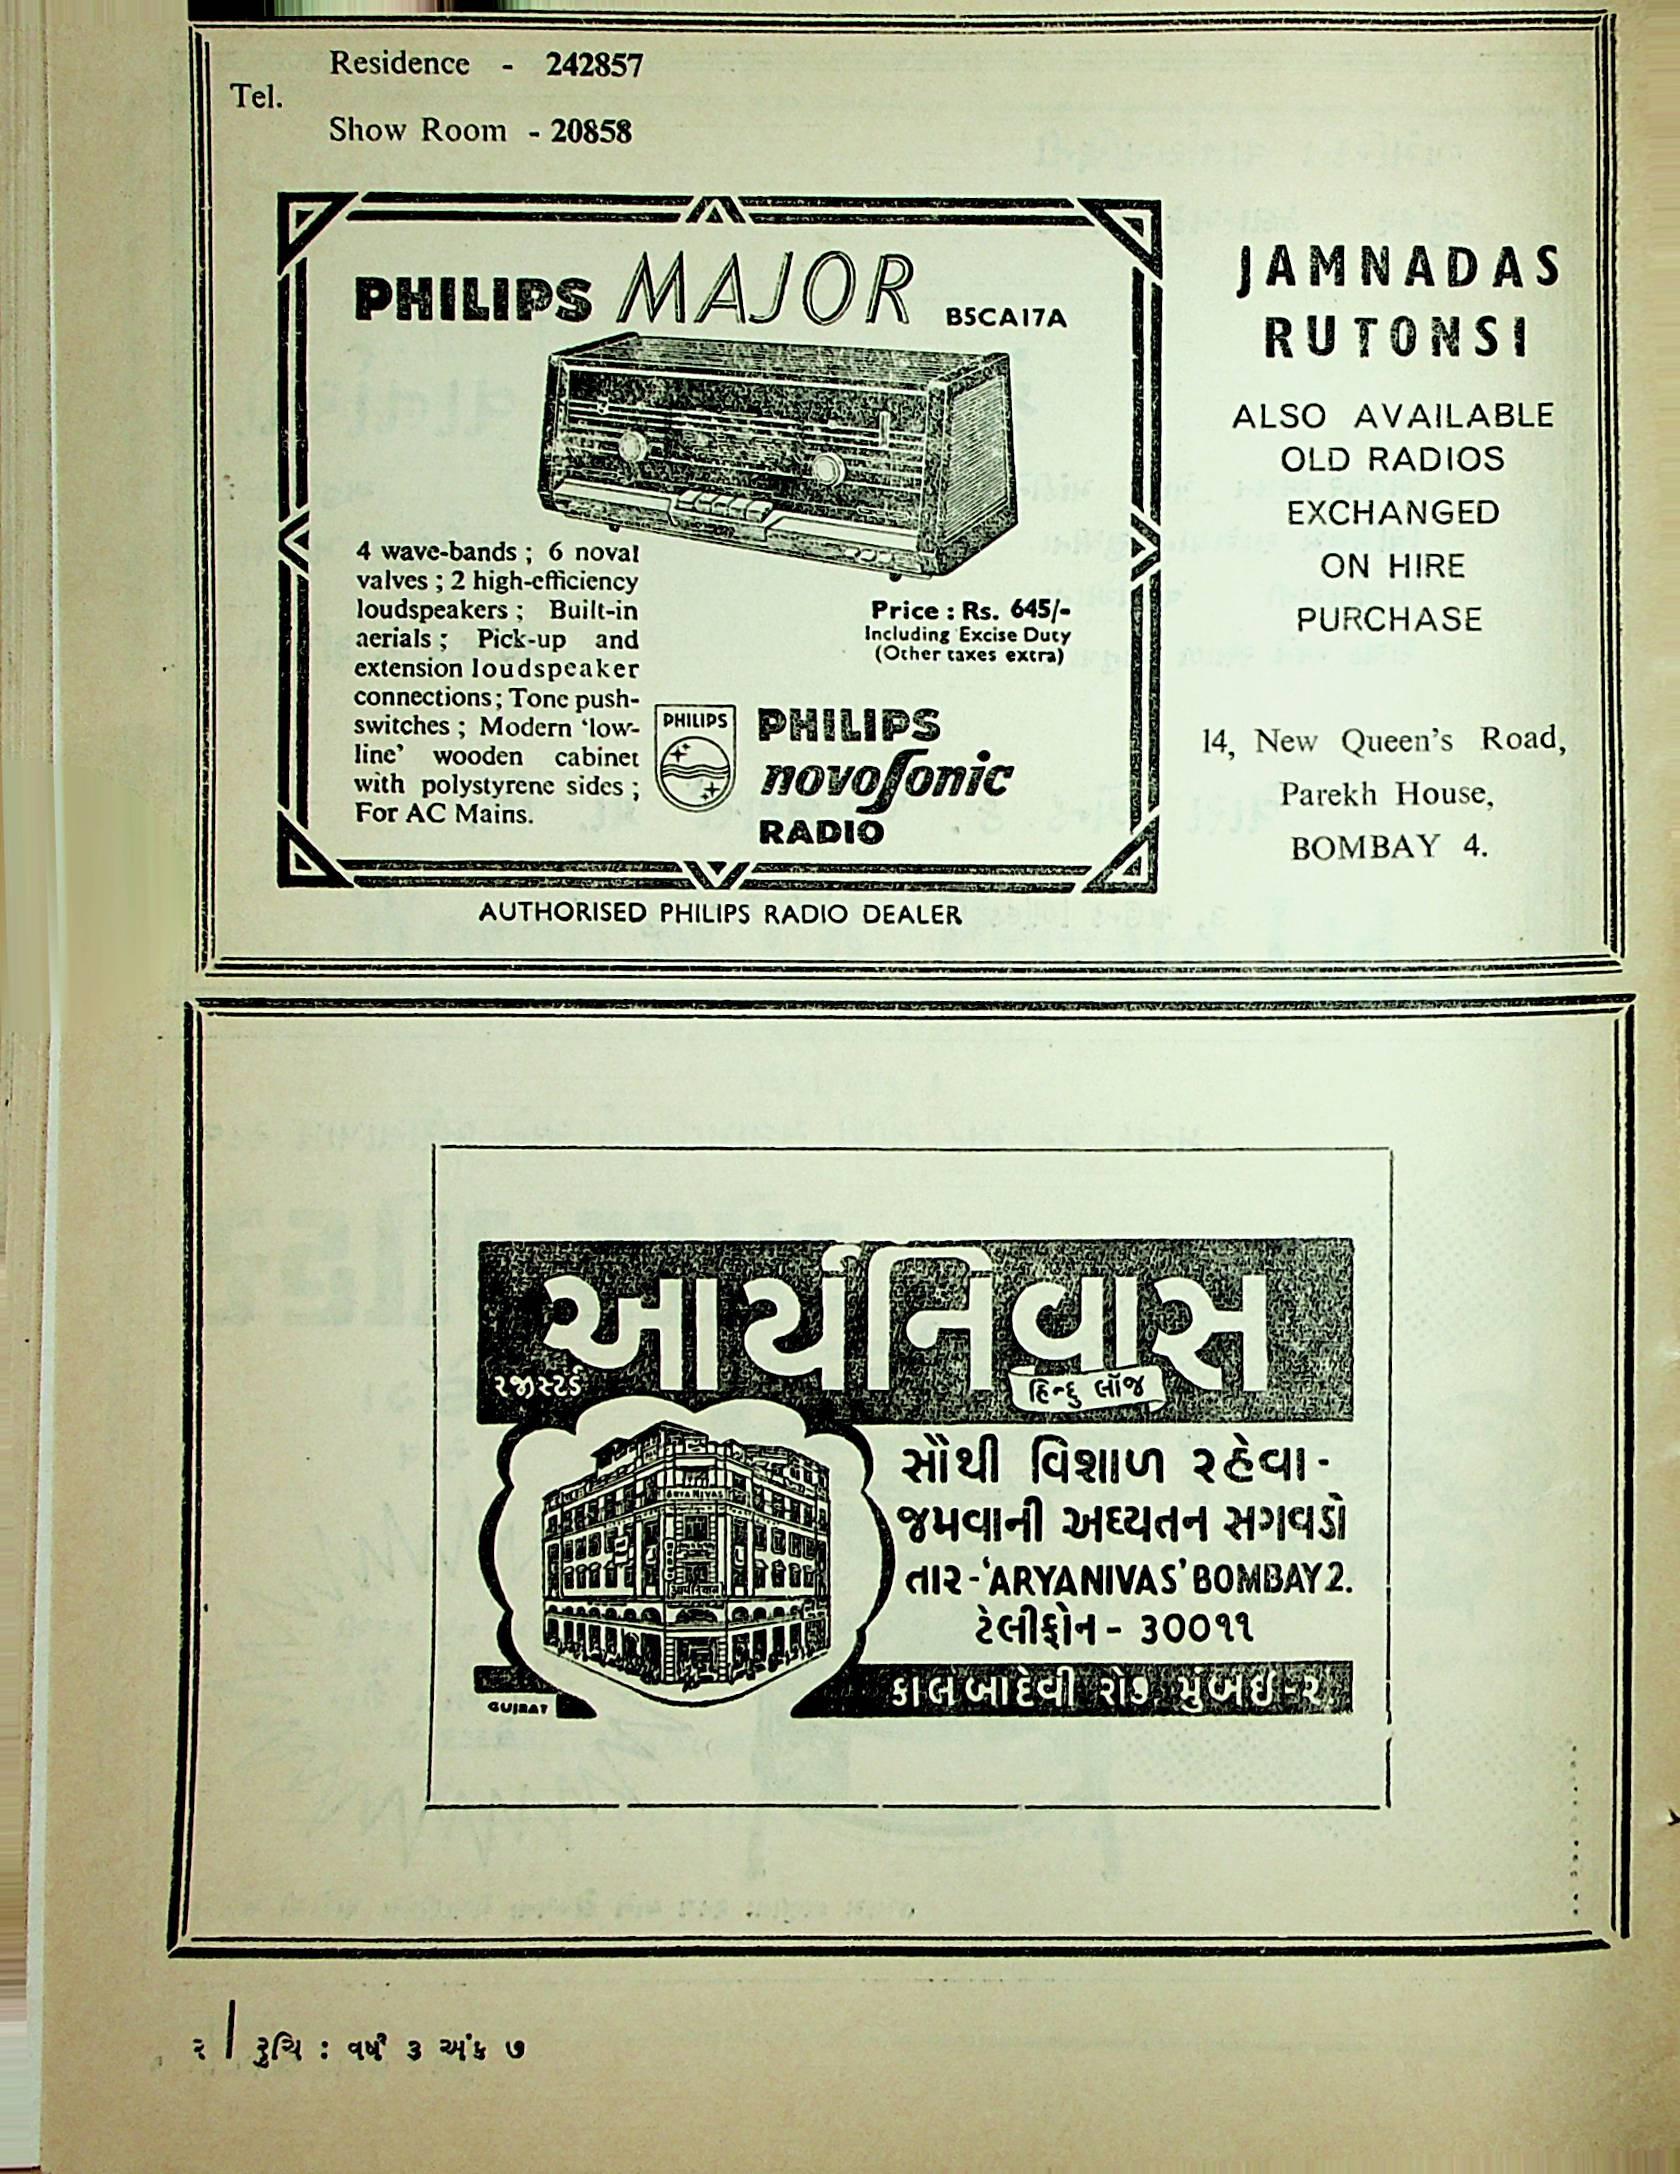 Residence - 242857
Tel.
Show Room - 20858
PHILIPS MAJOR B5CA17A
4 wave-bands ; 6 noval
valves ; 2 high-efficiency
loudspeakers ; Built-in
aerials ; Pick-up and
extension loudspeaker
connections; Tone push-
switches ; Modern 'low-
line' wooden cabinet
with polystyrene sides ;
For AC Mains.
Price : Rs. 645/-
Including Excise Duty
(Other taxes extra)
PHILIPS
PHILIPS
novosonic
RADIO
AUTHORISED PHILIPS RADIO DEALER
JAMNADAS
RUTONSI
ALSO AVAILABLE
OLD RADIOS
EXCHANGED
ON HIRE
PURCHASE
14, New Queen's Road,
Parekh House,
BOMBAY 4.
આર્યનિવાસ
રજીસ્ટર્ડ
હિન્દુ લૉજ
ARYA NIVAS
સૌથી વિશાળ રહેવા-
જમવાની અદ્યતન સગવડો
તાર-'ARYANIVAS' BOMBAY 2.
ટેલીફોન - ૩૦૦૧૧
GUJRAT
કાલબાદેવી રોડ, મુંબઇ-૨.
૨ | રુચિ : વર્ષ ૩ અંક ૭